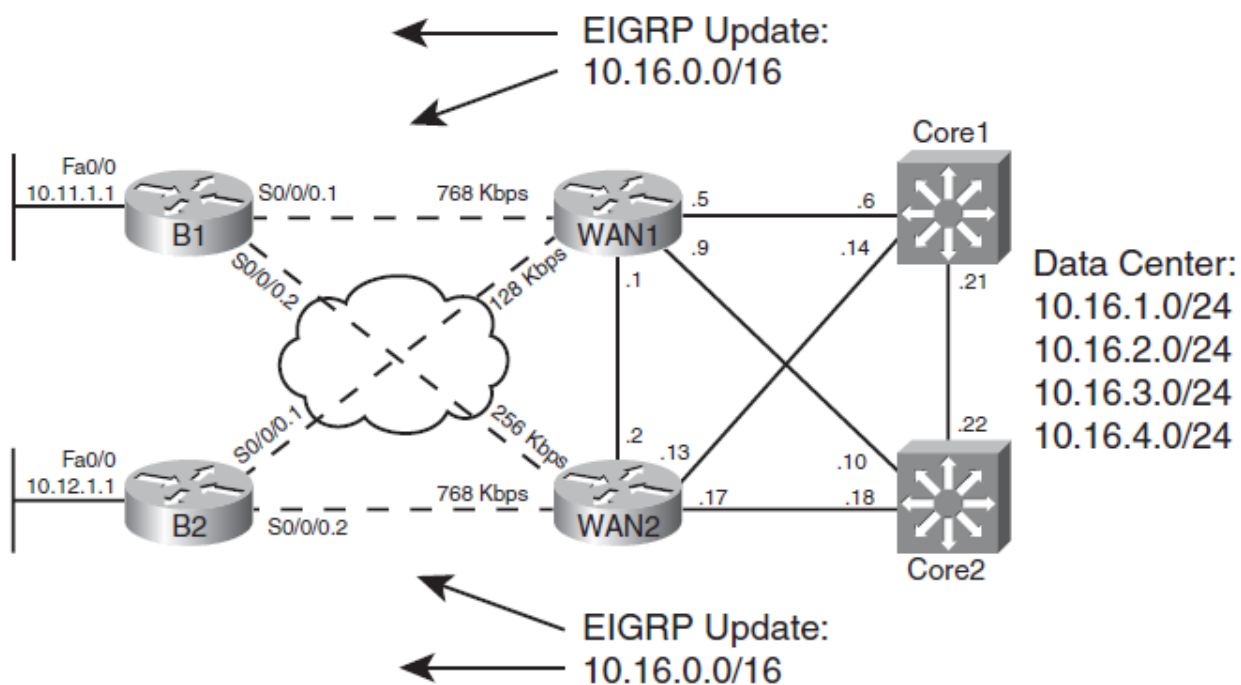 EIGRP Update:
10.16.0.0/16
Core1
Fa0/0
10.11.1.1
S0/0/0.1
768 Kbps
.5
.6
B1
WAN1
.9
.14
S0/0/0.2
128 Kbps
.1
.21
Data Center:
10.16.1.0/24
10.16.2.0/24
10.16.3.0/24
10.16.4.0/24
S0/0/0.1
256 Kbps
.2
.13
.22
.10
Fa0/0
10.12.1.1
768 Kbps
.17
.18
B2
S0/0/0.2
WAN2
Core2
EIGRP Update:
10.16.0.0/16